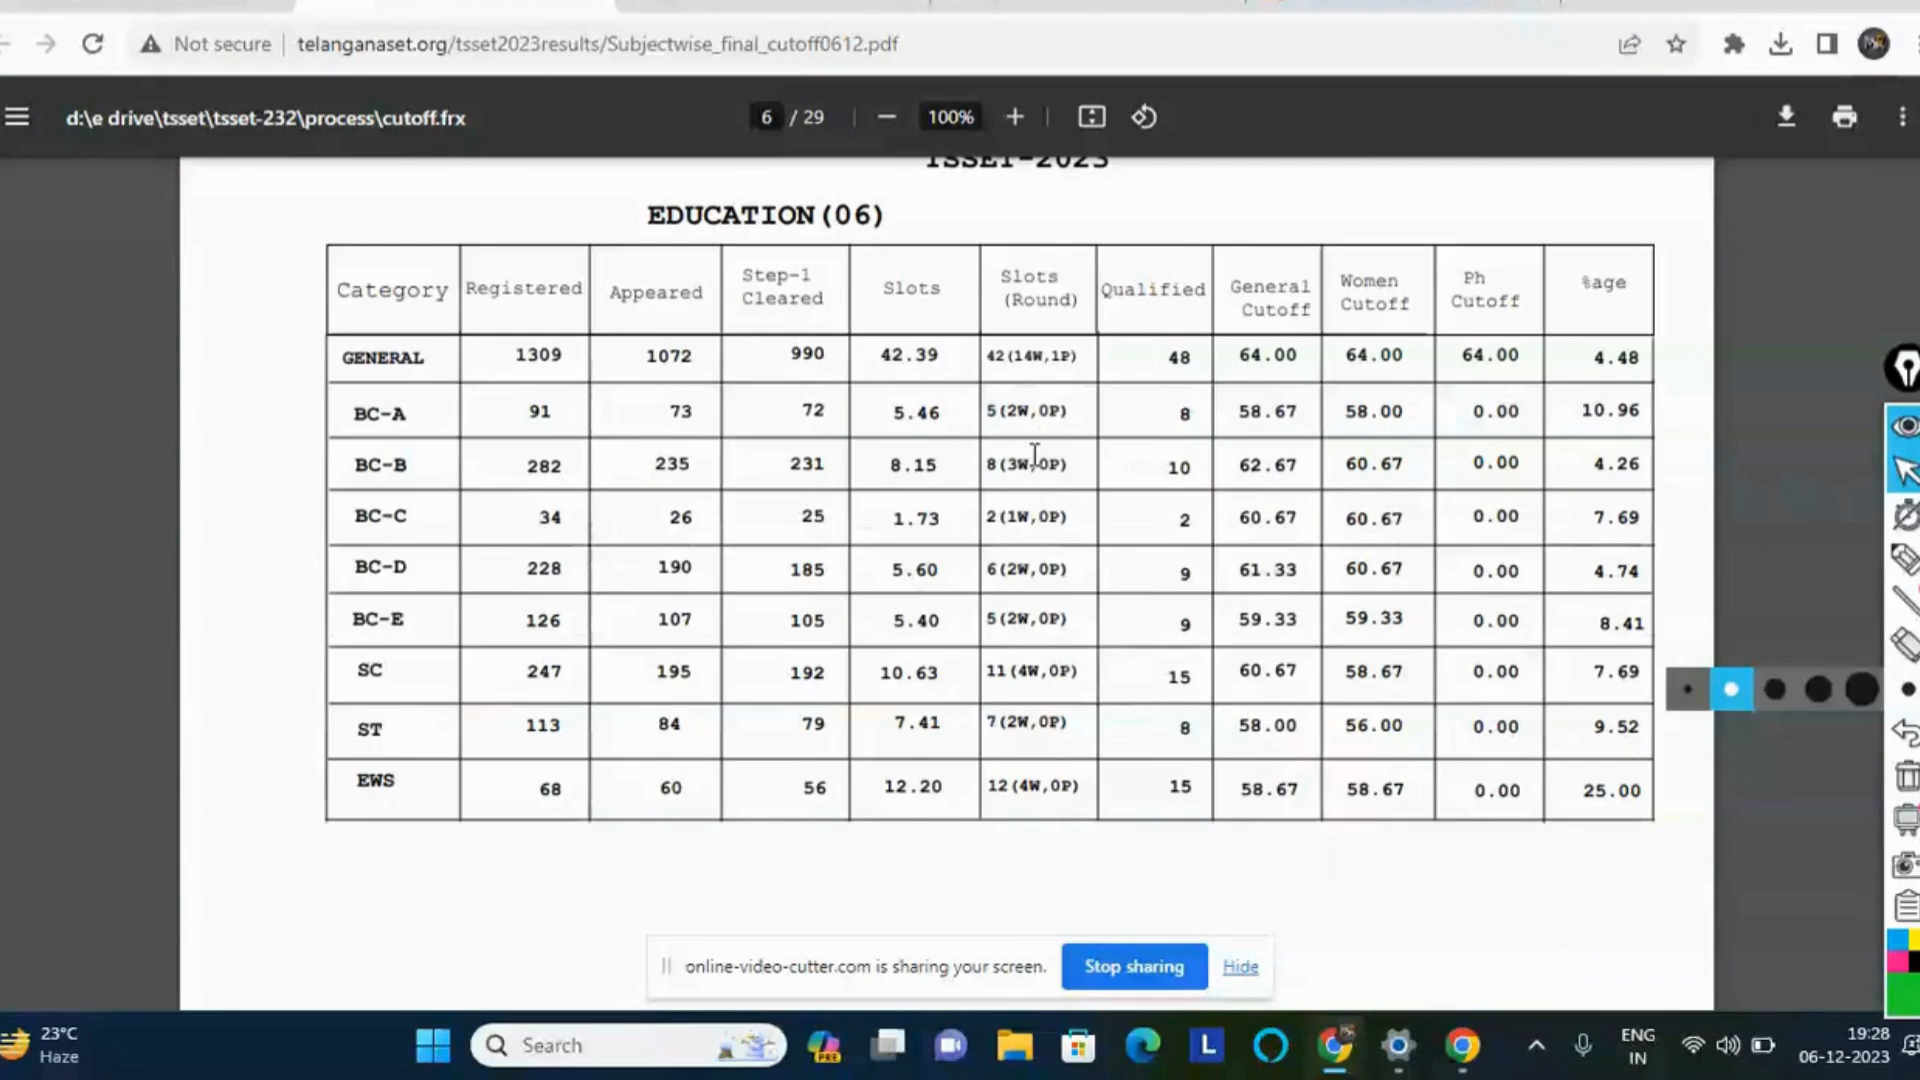 Not secure | telanganaset.org/tsset2023results/Subjectwise_final_cutoff0612.pdf
d:\e drive\tsset\tsset-232\process\cutoff.frx 6 / 29 100%
TSSET-2023
EDUCATION(06)
Category Registered Appeared Step-1 Cleared Slots Slots (Round) Qualified General Cutoff Women Cutoff Ph Cutoff %age
GENERAL 1309 1072 990 42.39 42(14W,1P) 48 64.00 64.00 64.00 4.48
BC-A 91 73 72 5.46 5(2W,0P) 8 58.67 58.00 0.00 10.96
BC-B 282 235 231 8.15 8(3W,0P) 10 62.67 60.67 0.00 4.26
BC-C 34 26 25 1.73 2(1W,0P) 2 60.67 60.67 0.00 7.69
BC-D 228 190 185 5.60 6(2W,0P) 9 61.33 60.67 0.00 4.74
BC-E 126 107 105 5.40 5(2W,0P) 9 59.33 59.33 0.00 8.41
SC 247 195 192 10.63 11(4W,0P) 15 60.67 58.67 0.00 7.69
ST 113 84 79 7.41 7(2W,0P) 8 58.00 56.00 0.00 9.52
EWS 68 60 56 12.20 12(4W,0P) 15 58.67 58.67 0.00 25.00
online-video-cutter.com is sharing your screen. Stop sharing Hide
23°C
Haze
Search
PRE
L
ENG
IN
19:28
06-12-2023